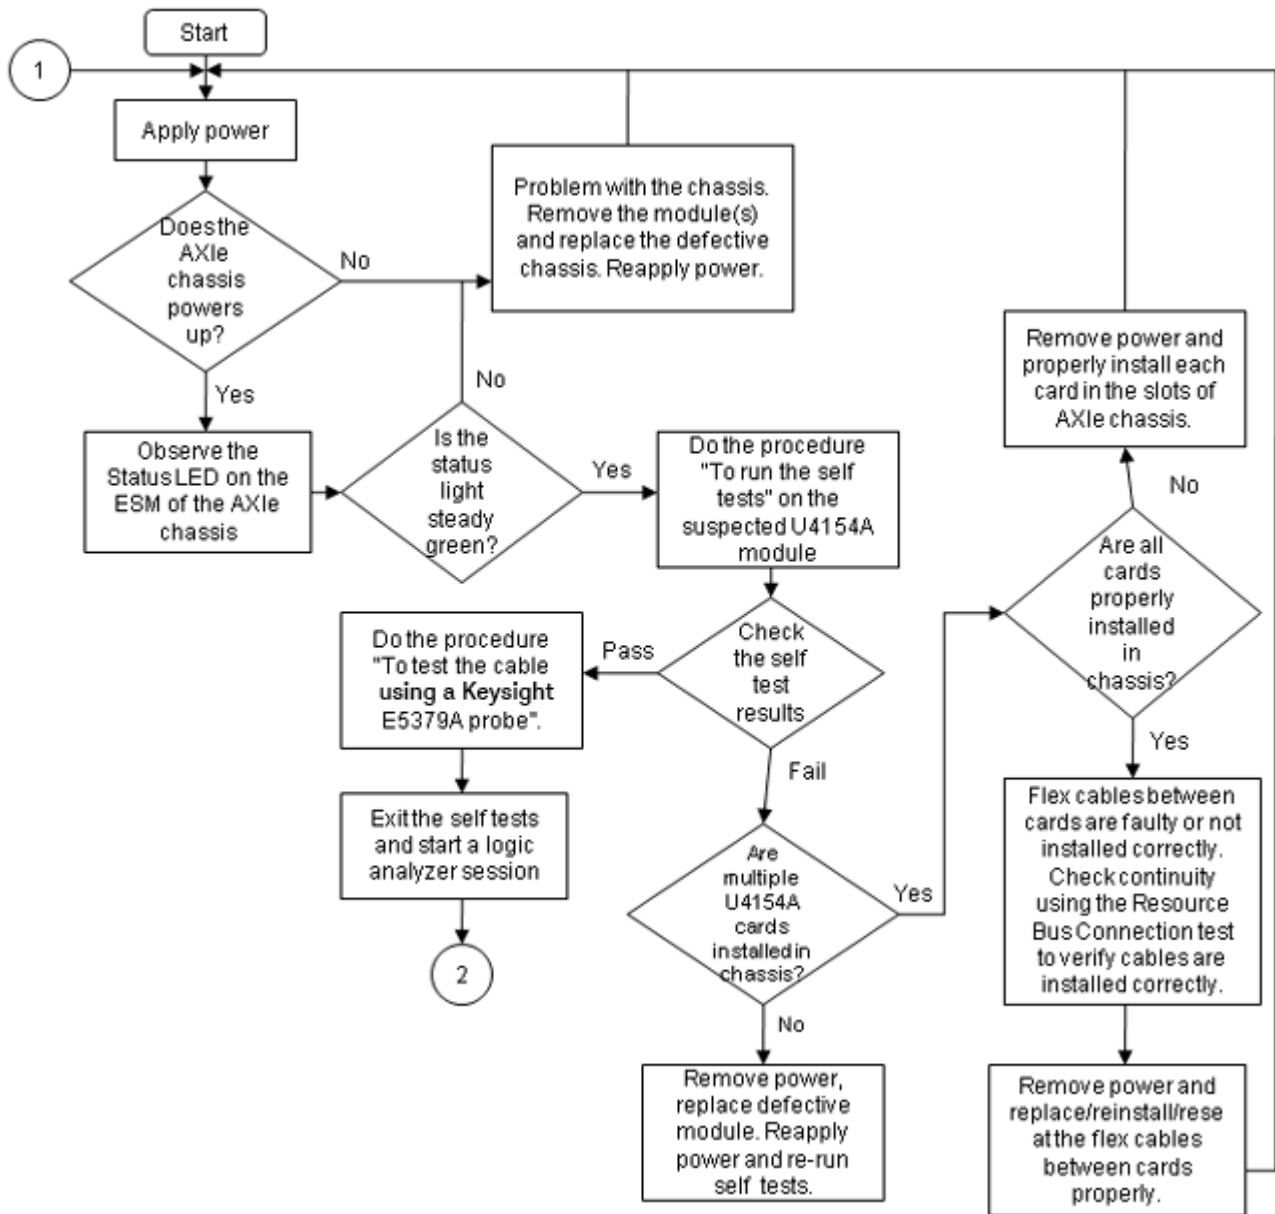 Start
1
Apply power
Does the
AXIe
chassis
powers
up?
No
Yes
Problem with the chassis.
Remove the module(s)
and replace the defective
chassis. Reapply power.
Observe the
Status LED on the
ESM of the AXIe
chassis
No
Is the
status
light
steady
green?
Yes
Do the procedure
"To run the self
tests" on the
suspected U4154A
module
Remove power and
properly install each
card in the slots of
AXIe chassis.
No
Are all
cards
properly
installed
in
chassis?
Yes
Check
the self
test
results
Pass
Do the procedure
"To test the cable
using a Keysight
E5379A probe".
Exit the self tests
and start a logic
analyzer session
2
Fail
Are
multiple
U4154A
cards
installed in
chassis?
Yes
No
Remove power,
replace defective
module. Reapply
power and re-run
self tests.
Flex cables between
cards are faulty or not
installed correctly.
Check continuity
using the Resource
Bus Connection test
to verify cables are
installed correctly.
Remove power and
replace/reinstall/rese
at the flex cables
between cards
properly.